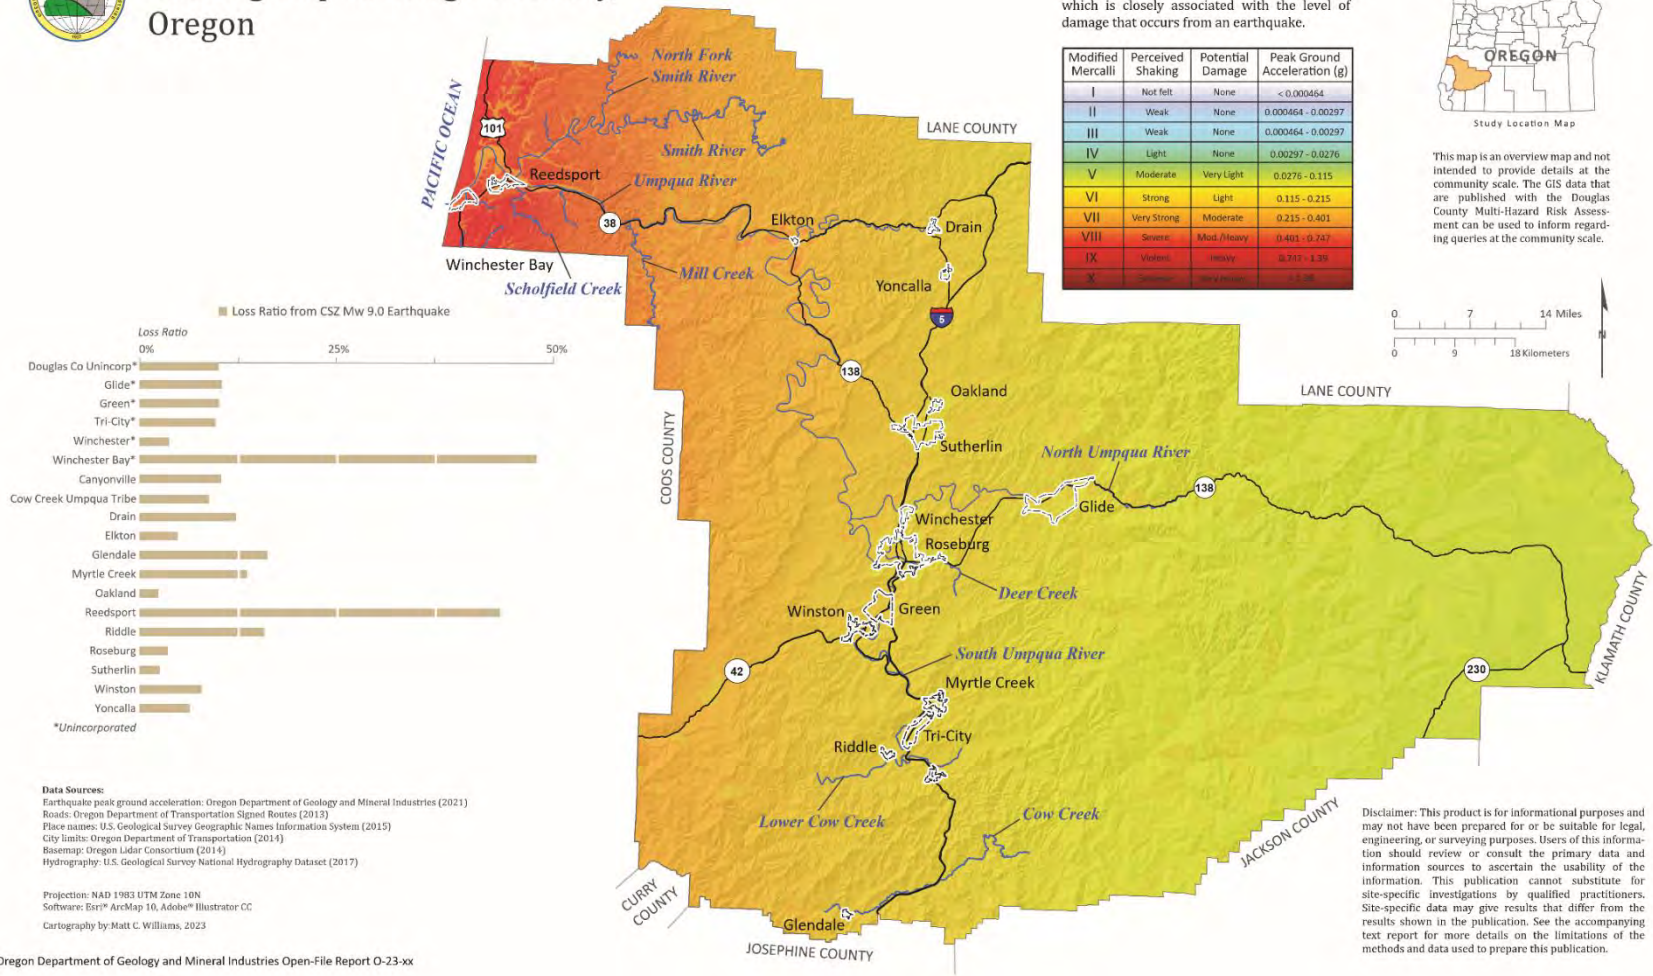 Oregon
which is closely associated with the level of
damage that occurs from an earthquake.
Modified Mercalli Perceived Shaking Potential Damage Peak Ground Acceleration (g)
I Not felt None < 0.000464
II Weak None 0.000464 - 0.00297
III Weak None 0.000464 - 0.00297
IV Light None 0.00297 - 0.0276
V Moderate Very Light 0.0276 - 0.115
VI Strong Light 0.115 - 0.215
VII Very Strong Moderate 0.215 - 0.401
VIII Severe Mod./Heavy 0.401 - 0.747
IX Violent Heavy 0.747 - 1.39
X
OREGON
Study Location Map
This map is an overview map and not
intended to provide details at the
community scale. The GIS data that
are published with the Douglas
County Multi-Hazard Risk Assess-
ment can be used to inform regard-
ing queries at the community scale.
0 7 14 Miles
0 9 18 Kilometers
N
PACIFIC OCEAN
North Fork
Smith River
101
Smith River
LANE COUNTY
Reedsport
Umpqua River
38
Elkton
Drain
Winchester Bay
Scholfield Creek
Mill Creek
Yoncalla
5
138
COOS COUNTY
Oakland
Sutherlin
LANE COUNTY
North Umpqua River
138
Glide
Winchester
Roseburg
Deer Creek
Winston
Green
42
South Umpqua River
230
KLAMATH COUNTY
Myrtle Creek
Tri-City
Riddle
Lower Cow Creek
Cow Creek
JACKSON COUNTY
CURRY
COUNTY
Glendale
JOSEPHINE COUNTY
Loss Ratio from CSZ Mw 9.0 Earthquake
Loss Ratio
0% 25% 50%
Douglas Co Unincorp*
Glide*
Green*
Tri-City*
Winchester*
Winchester Bay*
Canyonville
Cow Creek Umpqua Tribe
Drain
Elkton
Glendale
Myrtle Creek
Oakland
Reedsport
Riddle
Roseburg
Sutherlin
Winston
Yoncalla
*Unincorporated
Data Sources:
Earthquake peak ground acceleration: Oregon Department of Geology and Mineral Industries (2021)
Roads: Oregon Department of Transportation Signed Routes (2013)
Place names: U.S. Geological Survey Geographic Names Information System (2015)
City limits: Oregon Department of Transportation (2014)
Basemap: Oregon Lidar Consortium (2014)
Hydrography: U.S. Geological Survey National Hydrography Dataset (2017)
Projection: NAD 1983 UTM Zone 10N
Software: Esri® ArcMap 10, Adobe® Illustrator CC
Cartography by:Matt C. Williams, 2023
Oregon Department of Geology and Mineral Industries Open-File Report O-23-xx
Disclaimer: This product is for informational purposes and
may not have been prepared for or be suitable for legal,
engineering, or surveying purposes. Users of this informa-
tion should review or consult the primary data and
information sources to ascertain the usability of the
information. This publication cannot substitute for
site-specific investigations by qualified practitioners.
Site-specific data may give results that differ from the
results shown in the publication. See the accompanying
text report for more details on the limitations of the
methods and data used to prepare this publication.